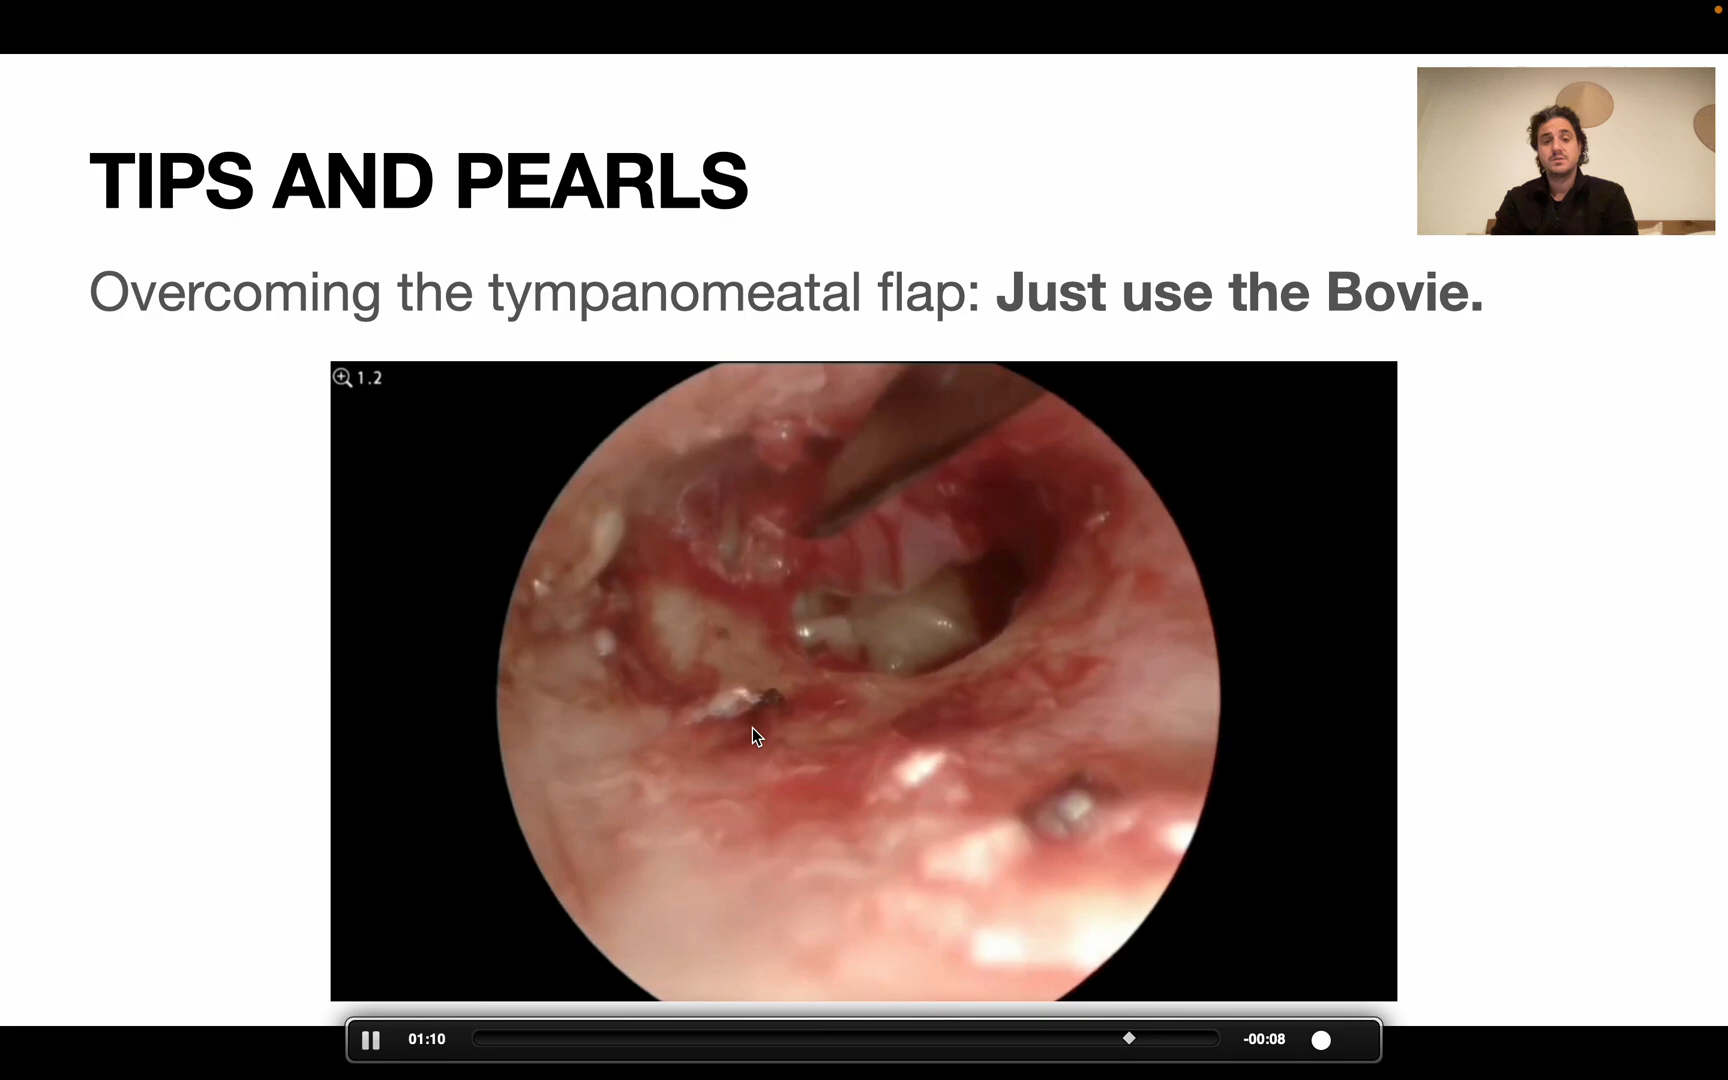 TIPS AND PEARLS
Overcoming the tympanomeatal flap: Just use the Bovie.
1.2
01:10
-00:08